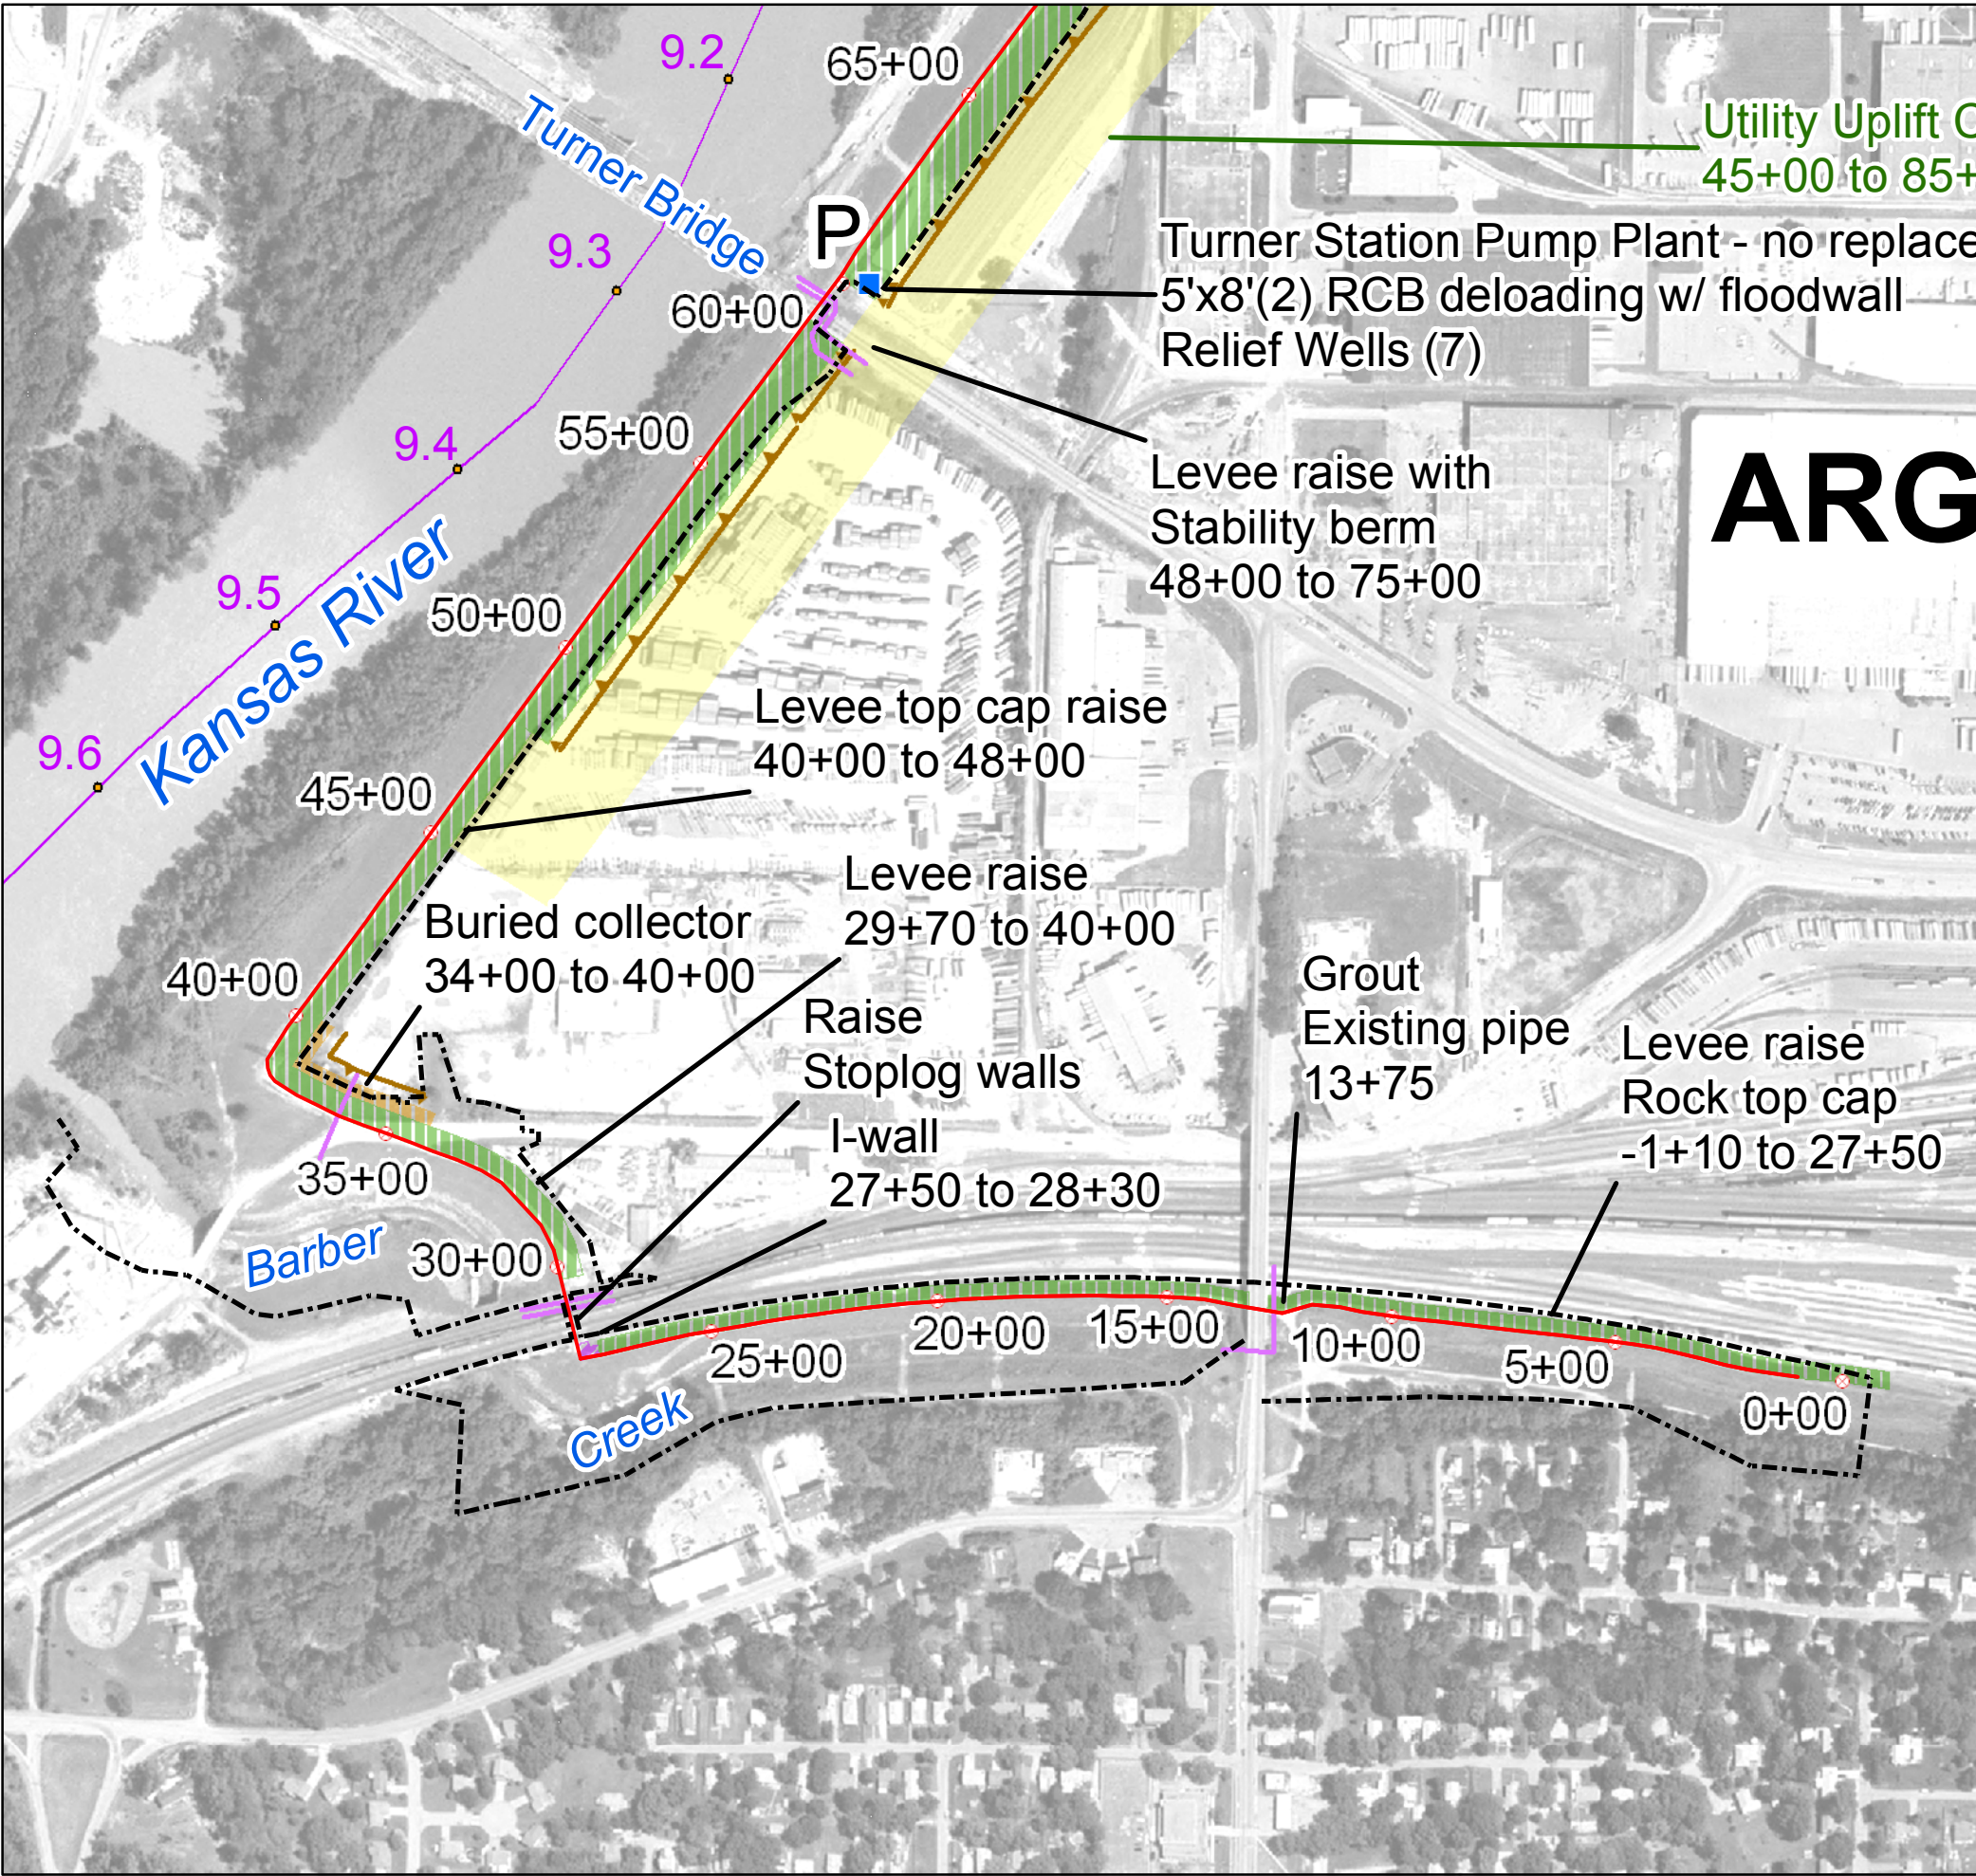 9.2
65+00
Turner Bridge
Utility Uplift
45+00 to 85+
P
9.3
Turner Station Pump Plant - no replace
5'x8'(2) RCB deloading w/ floodwall
Relief Wells (7)
60+00
9.4
55+00
Levee raise with
Stability berm
48+00 to 75+00
ARG
9.5
Kansas River
50+00
Levee top cap raise
40+00 to 48+00
9.6
45+00
Levee raise
29+70 to 40+00
Buried collector
34+00 to 40+00
40+00
Raise
Stoplog walls
Grout
Existing pipe
13+75
Levee raise
Rock top cap
-1+10 to 27+50
I-wall
27+50 to 28+30
35+00
Barber
30+00
25+00
20+00
15+00
10+00
5+00
0+00
Creek